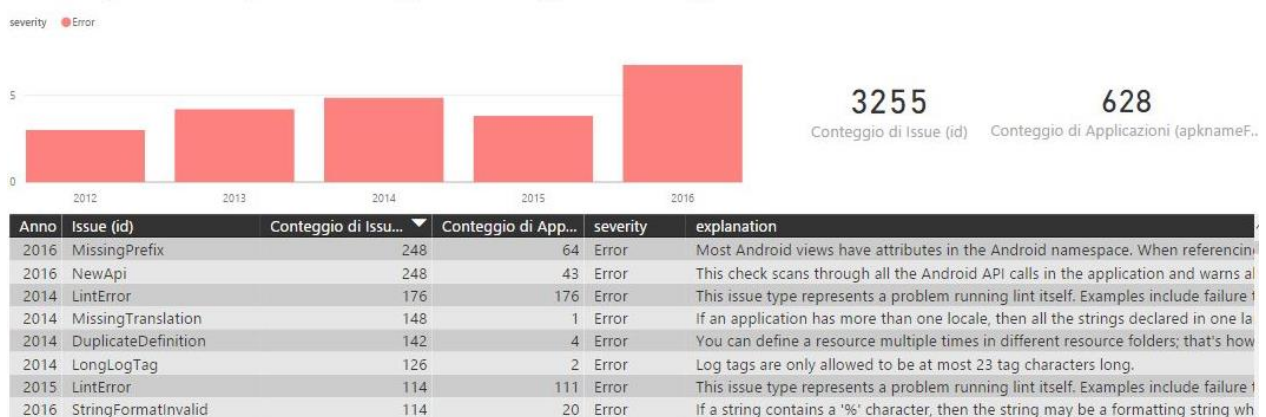 severity Error
5
3255 628
Conteggio di Issue (id) Conteggio di Applicazioni (apknameF...
0
2012 2013 2014 2015 2016
Anno Issue (id) Conteggio di Issu... Conteggio di App... severity explanation
2016 MissingPrefix 248 64 Error Most Android views have attributes in the Android namespace. When referencin
2016 NewApi 248 43 Error This check scans through all the Android API calls in the application and warns al
2014 LintError 176 176 Error This issue type represents a problem running lint itself. Examples include failure t
2014 MissingTranslation 148 1 Error If an application has more than one locale, then all the strings declared in one la
2014 DuplicateDefinition 142 4 Error You can define a resource multiple times in different resource folders; that's how
2014 LongLogTag 126 2 Error Log tags are only allowed to be at most 23 tag characters long.
2015 LintError 114 111 Error This issue type represents a problem running lint itself. Examples include failure t
2016 StringFormatInvalid 114 20 Error If a string contains a '%' character, then the string may be a formatting string wh